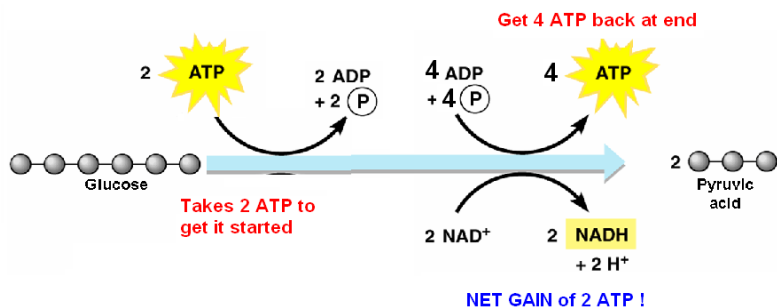 Get 4 ATP back at end
2 ATP
2 ADP
+ 2 P
4 ADP
+ 4 P
4 ATP
Glucose
2
Pyruvic
acid
Takes 2 ATP to
get it started
2 NAD+
2 NADH
+ 2 H+
NET GAIN of 2 ATP !